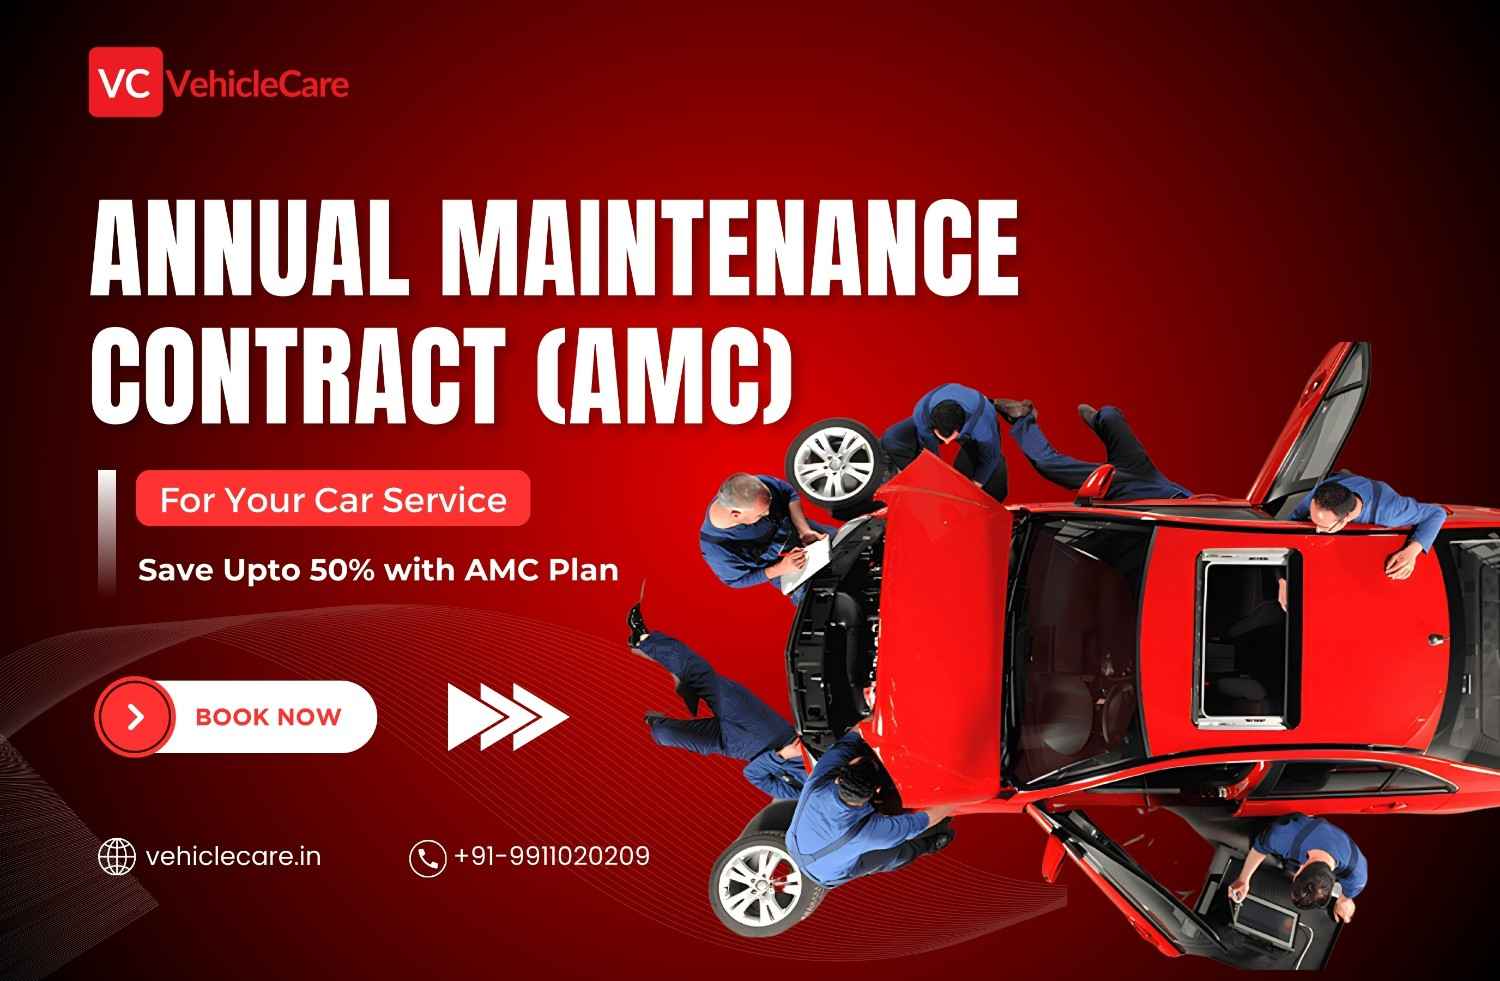 VC VehicleCare
ANNUAL MAINTENANCE
CONTRACT (AMC)
For Your Car Service
Save Upto 50% with AMC Plan
BOOK NOW
vehiclecare.in
+91-9911020209